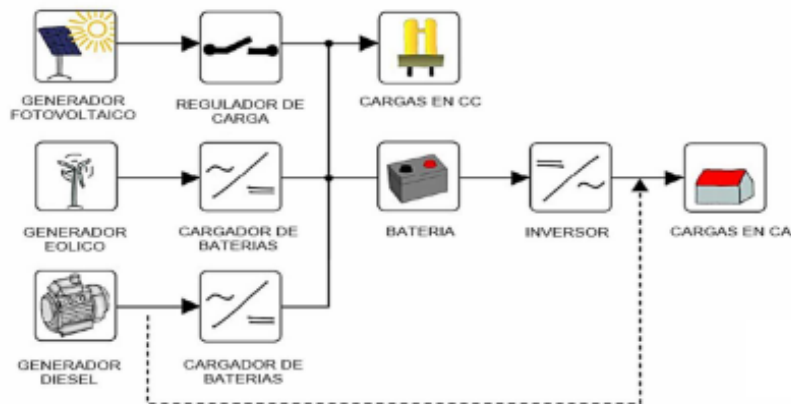 GENERADOR
FOTOVOLTAICO
REGULADOR DE
CARGA
CARGAS EN CC
GENERADOR
EOLICO
CARGADOR DE
BATERIAS
BATERIA
INVERSOR
CARGAS EN CA
GENERADOR
DIESEL
CARGADOR DE
BATERIAS